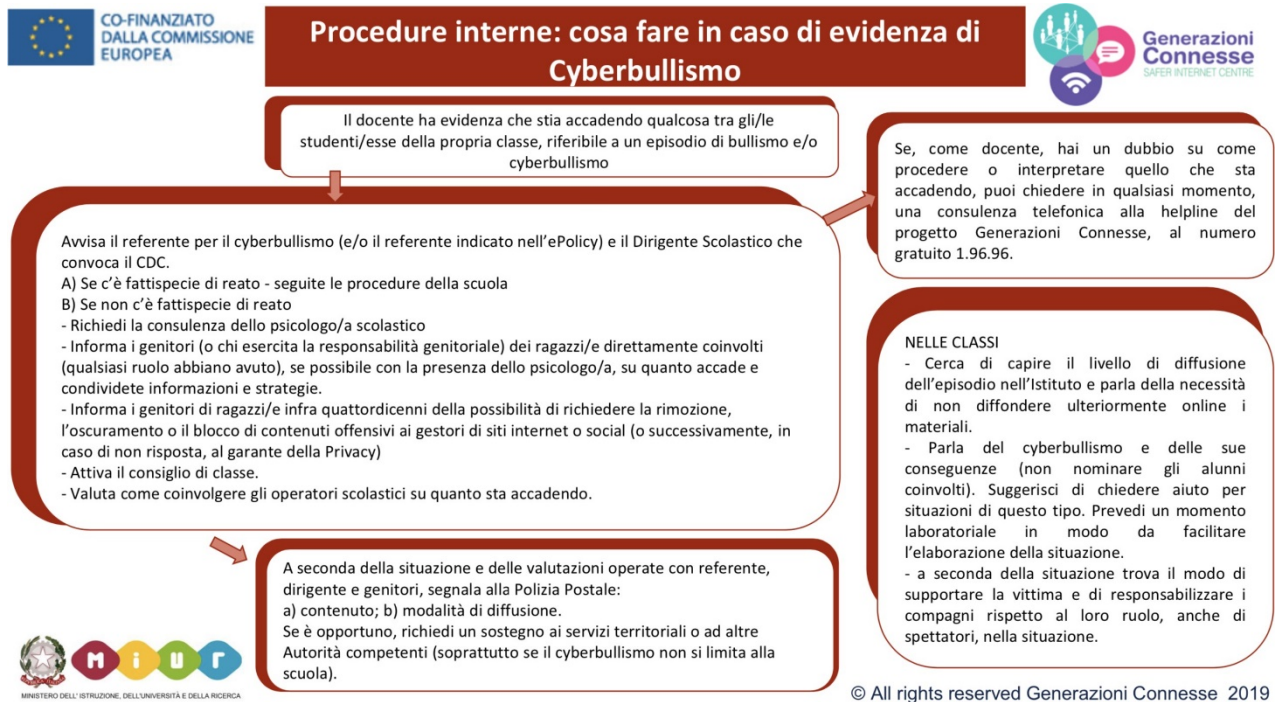 CO-FINANZIATO
DALLA COMMISSIONE
EUROPEA
Procedure interne: cosa fare in caso di evidenza di
Cyberbullismo
Generazioni
Connesse
SAFER INTERNET CENTRE
Il docente ha evidenza che stia accadendo qualcosa tra gli/le
studenti/esse della propria classe, riferibile a un episodio di bullismo e/o
cyberbullismo
Se, come docente, hai un dubbio su come
procedere o interpretare quello che sta
accadendo, puoi chiedere in qualsiasi momento,
una consulenza telefonica alla helpline del
progetto Generazioni Connesse, al numero
gratuito 1.96.96.
Avvisa il referente per il cyberbullismo (e/o il referente indicato nell’ePolicy) e il Dirigente Scolastico che
convoca il CDC.
A) Se c’è fattispecie di reato - seguite le procedure della scuola
B) Se non c’è fattispecie di reato
- Richiedi la consulenza dello psicologo/a scolastico
- Informa i genitori (o chi esercita la responsabilità genitoriale) dei ragazzi/e direttamente coinvolti
(qualsiasi ruolo abbiano avuto), se possibile con la presenza dello psicologo/a, su quanto accade e
condividete informazioni e strategie.
- Informa i genitori di ragazzi/e infra quattordicenni della possibilità di richiedere la rimozione,
l’oscuramento o il blocco di contenuti offensivi ai gestori di siti internet o social (o successivamente, in
caso di non risposta, al garante della Privacy)
- Attiva il consiglio di classe.
- Valuta come coinvolgere gli operatori scolastici su quanto sta accadendo.
NELLE CLASSI
- Cerca di capire il livello di diffusione
dell’episodio nell’Istituto e parla della necessità
di non diffondere ulteriormente online i
materiali.
- Parla del cyberbullismo e delle sue
conseguenze (non nominare gli alunni
coinvolti). Suggerisci di chiedere aiuto per
situazioni di questo tipo. Prevedi un momento
laboratoriale in modo da facilitare
l’elaborazione della situazione.
- a seconda della situazione trova il modo di
supportare la vittima e di responsabilizzare i
compagni rispetto al loro ruolo, anche di
spettatori, nella situazione.
A seconda della situazione e delle valutazioni operate con referente,
dirigente e genitori, segnala alla Polizia Postale:
a) contenuto; b) modalità di diffusione.
Se è opportuno, richiedi un sostegno ai servizi territoriali o ad altre
Autorità competenti (soprattutto se il cyberbullismo non si limita alla
scuola).
MiUr
MINISTERO DELL’ISTRUZIONE, DELL’UNIVERSITÀ E DELLA RICERCA
© All rights reserved Generazioni Connesse 2019